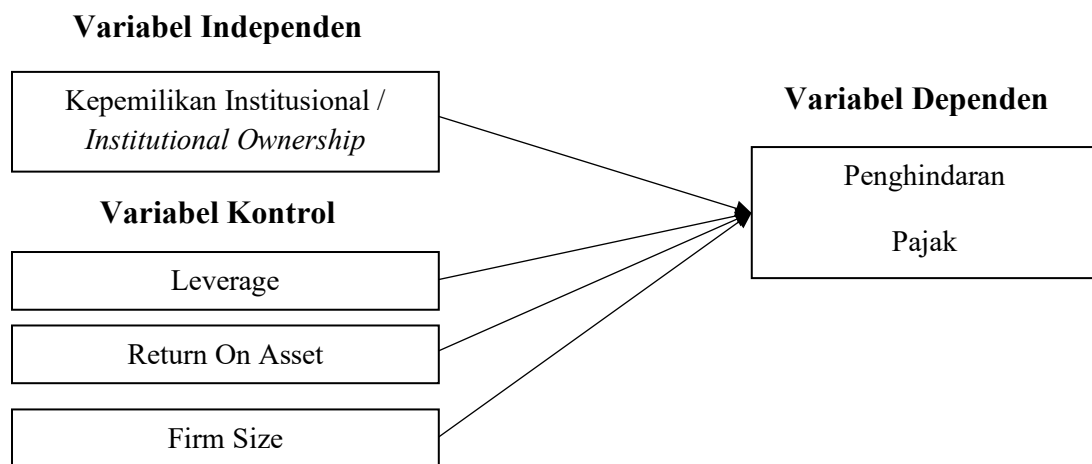 Variabel Independen
Kepemilikan Institusional /
Institutional Ownership
Variabel Dependen
Penghindaran
Pajak
Variabel Kontrol
Leverage
Return On Asset
Firm Size